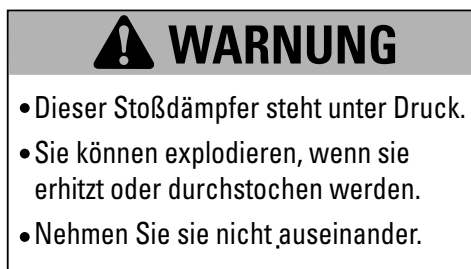 WARNUNG
• Dieser Stoßdämpfer steht unter Druck.
• Sie können explodieren, wenn sie
erhitzt oder durchstochen werden.
• Nehmen Sie sie nicht auseinander.